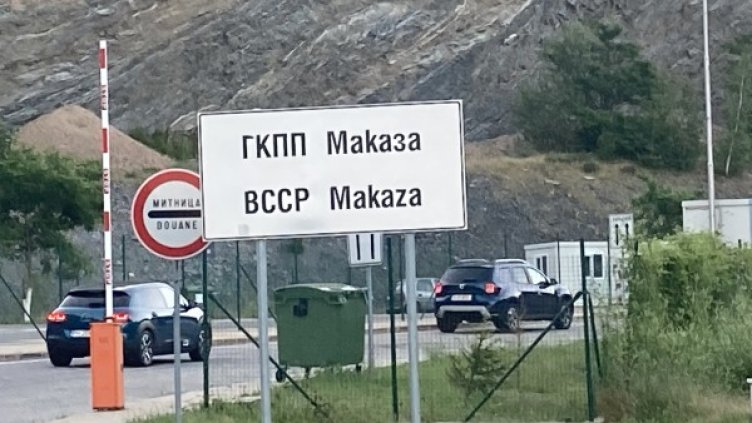 ГКПП Маказа
BCCP Makaza
МИТНИЦА
DOUANE